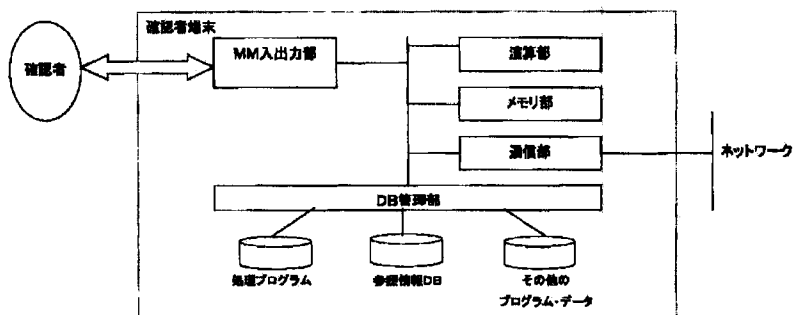 確認者端末
確認者
MM入出力部
演算部
メモリ部
通信部
ネットワーク
DB管理部
処理プログラム
参照情報DB
その他の
プログラム・データ